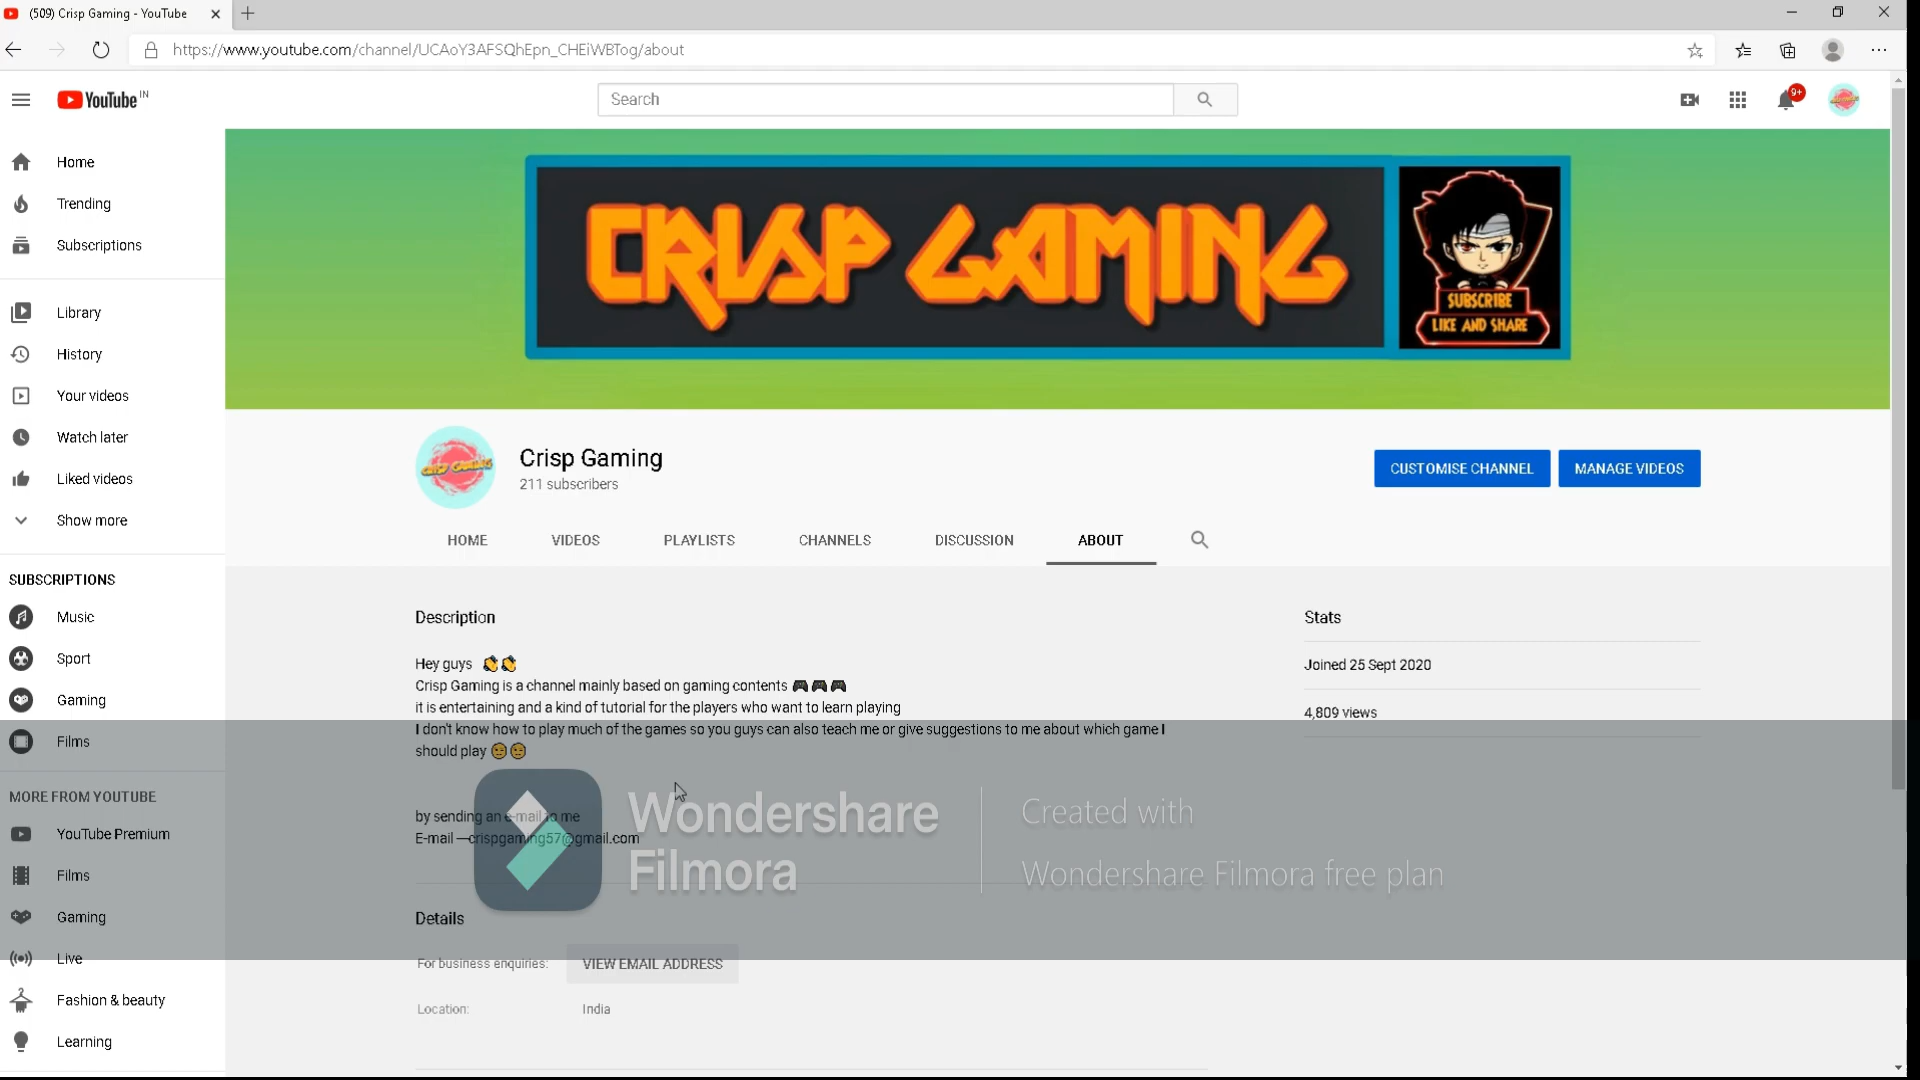 (509) Crisp Gaming - YouTube
https://www.youtube.com/channel/UCAoY3AFSQhEpn_CHEiWBTog/about
YouTube IN
Search
9+
Home
Trending
Subscriptions
Library
History
Your videos
Watch later
Liked videos
Show more
SUBSCRIPTIONS
Music
Sport
Gaming
Films
MORE FROM YOUTUBE
YouTube Premium
Films
Gaming
Live
Fashion & beauty
Learning
CRISP GAMING
SUBSCRIBE
LIKE AND SHARE
CRISP GAMING
Crisp Gaming
211 subscribers
CUSTOMISE CHANNEL
MANAGE VIDEOS
HOME VIDEOS PLAYLISTS CHANNELS DISCUSSION ABOUT
Description
Hey guys 👏👏
Crisp Gaming is a channel mainly based on gaming contents 🎮🎮🎮
it is entertaining and a kind of tutorial for the players who want to learn playing
I don't know how to play much of the games so you guys can also teach me or give suggestions to me about which game I
should play 😊😊
by sending an e-mail to me
E-mail —crispgaming57@gmail.com
Stats
Joined 25 Sept 2020
4,809 views
Wondershare
Filmora
Created with
Wondershare Filmora free plan
Details
For business enquiries: VIEW EMAIL ADDRESS
Location: India